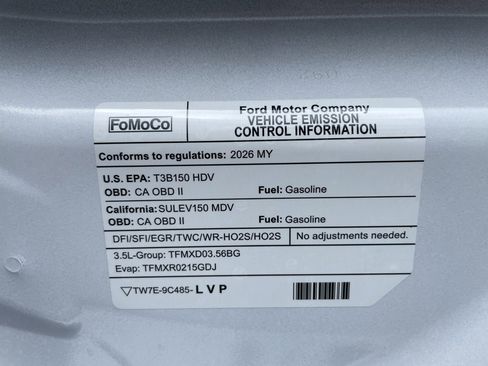 FoMoCo
Ford Motor Company
VEHICLE EMISSION
CONTROL INFORMATION
Conforms to regulations: 2026 MY
U.S. EPA: T3B150 HDV
OBD: CA OBD II Fuel: Gasoline
California: SULEV150 MDV
OBD: CA OBD II Fuel: Gasoline
DFI/SFI/EGR/TWC/WR-HO2S/HO2S No adjustments needed.
3.5L-Group: TFMXD03.56BG
Evap: TFMXR0215GDJ
TW7E-9C485- L V P